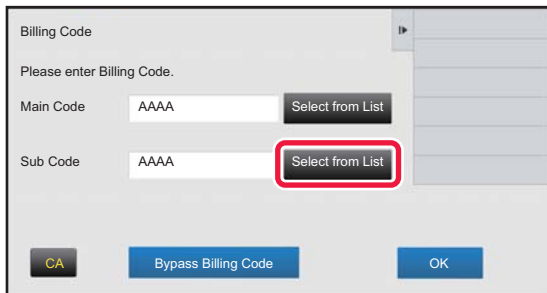 Billing Code
Please enter Billing Code.
Main Code AAAA Select from List
Sub Code AAAA Select from List
CA Bypass Billing Code OK